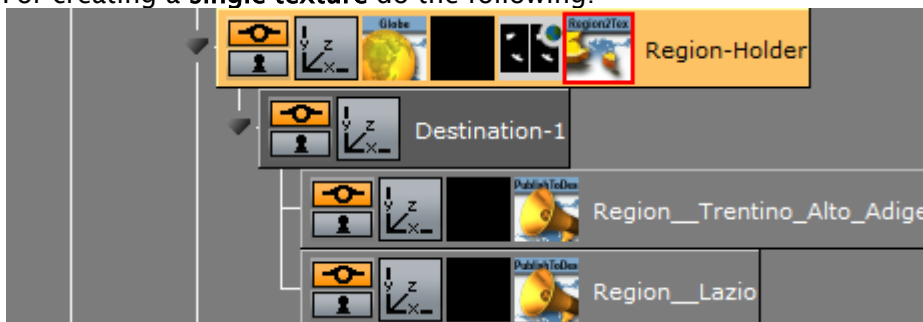 For creating a single texture do the following:
Globe
Region2Tex
Region-Holder
Destination-1
PublishToDes
Region__Trentino_Alto_Adige
PublishToDes
Region__Lazio